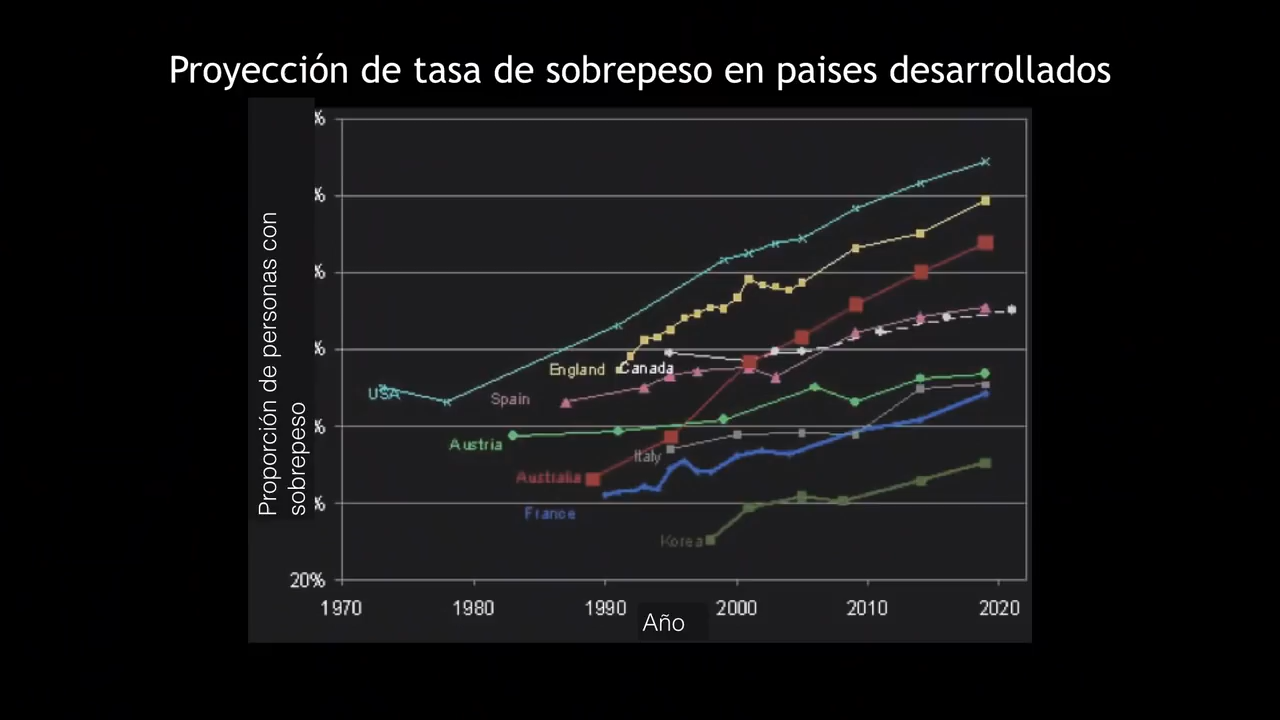 Proyección de tasa de sobrepeso en paises desarrollados
%
%
%
%
%
%
20%
Proporción de personas con
sobrepeso
USA
England
Canada
Spain
Austria
Italy
Australia
France
Korea
1970 1980 1990 2000 2010 2020
Año